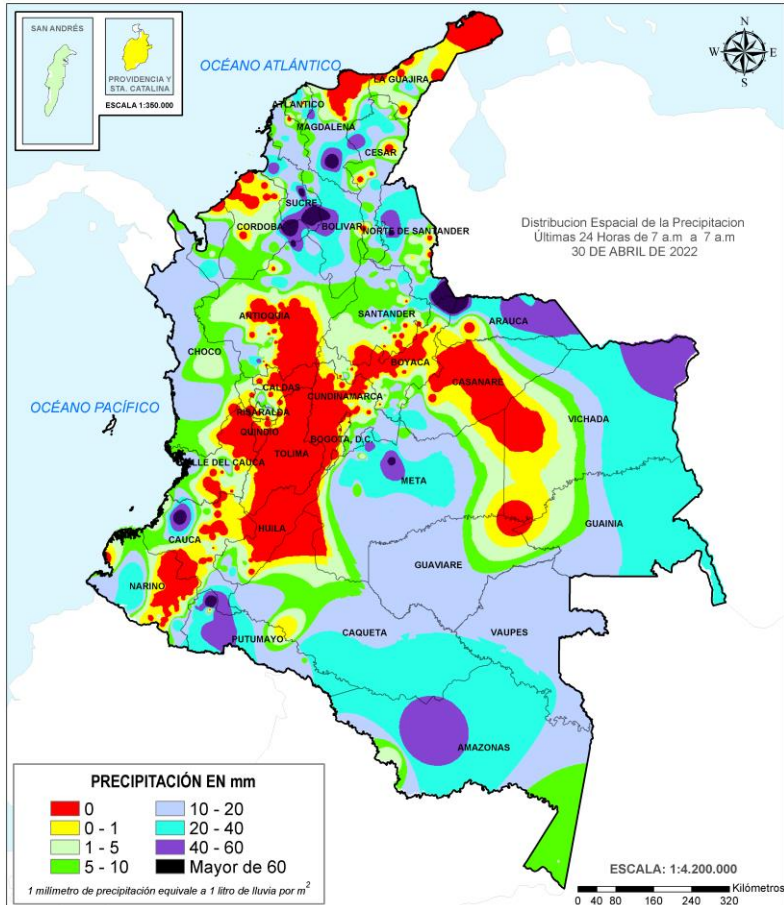 SAN ANDRÉS
PROVIDENCIA Y
STA. CATALINA
ESCALA 1:350.000
OCÉANO ATLÁNTICO
N
W
E
S
LA GUAJIRA
ATLANTICO
MAGDALENA
CESAR
SUCRE
CORDOBA
BOLIVAR
NORTE DE SANTANDER
Distribucion Espacial de la Precipitacion
Últimas 24 Horas de 7 a.m a 7 a.m
30 DE ABRIL DE 2022
ANTIOQUIA
SANTANDER
ARAUCA
CHOCO
BOYACA
CASANARE
CALDAS
CUNDINAMARCA
OCÉANO PACÍFICO
RISARALDA
VICHADA
QUINDIO
BOGOTA, D.C.
TOLIMA
VALLE DEL CAUCA
META
GUAINIA
HUILA
CAUCA
GUAVIARE
NARIÑO
PUTUMAYO
CAQUETA
VAUPES
AMAZONAS
PRECIPITACIÓN EN mm
0
10 - 20
0 - 1
20 - 40
1 - 5
40 - 60
5 - 10
Mayor de 60
1 milímetro de precipitación equivale a 1 litro de lluvia por m2
ESCALA: 1:4.200.000
Kilómetros
0 40 80 160 240 320